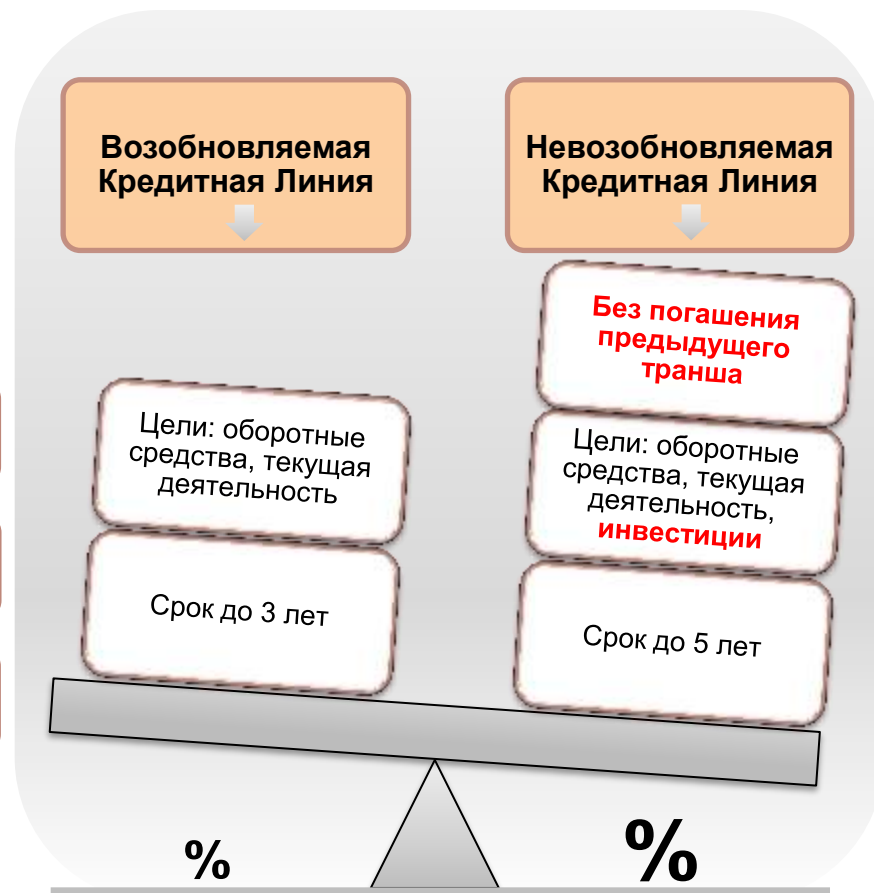 Возобновляемая
Кредитная Линия
Невозобновляемая
Кредитная Линия
Без погашения
предыдущего
транша
Цели: оборотные
средства, текущая
деятельность
Цели: оборотные
средства, текущая
деятельность,
инвестиции
Срок до 3 лет
Срок до 5 лет
%
%